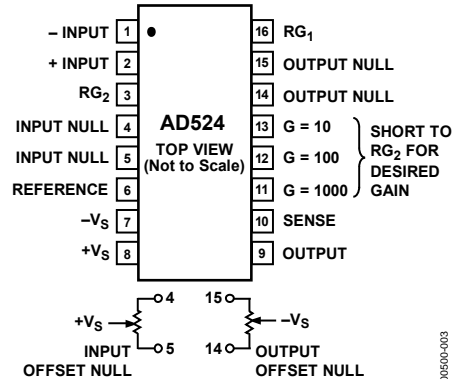 – INPUT 1
+ INPUT 2
RG2 3
INPUT NULL 4
INPUT NULL 5
REFERENCE 6
–VS 7
+VS 8
AD524
TOP VIEW
(Not to Scale)
16 RG1
15 OUTPUT NULL
14 OUTPUT NULL
13 G = 10
12 G = 100
11 G = 1000
10 SENSE
9 OUTPUT
SHORT TO
RG2 FOR
DESIRED
GAIN
+VS
4
5
INPUT
OFFSET NULL
15
14
–VS
OUTPUT
OFFSET NULL
00500-003